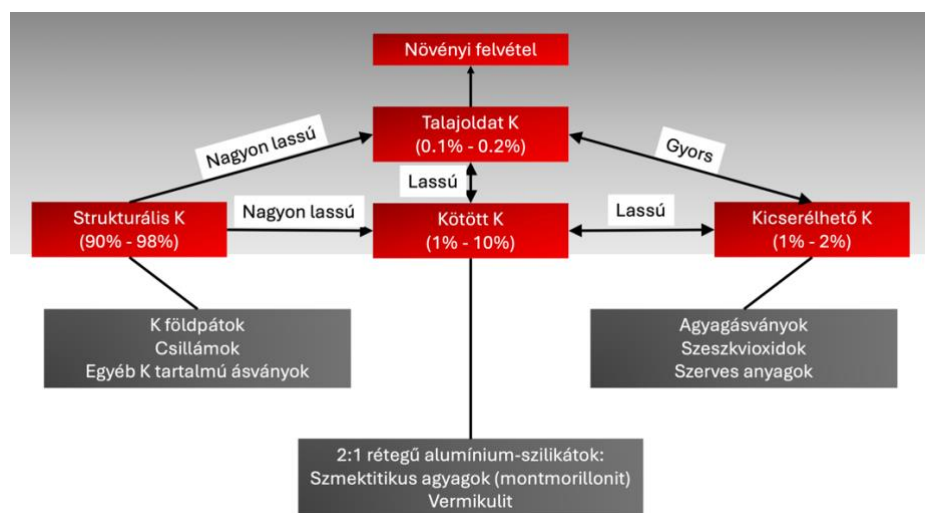 Növényi felvétel
Talajoldat K
(0.1% - 0.2%)
Nagyon lassú
Gyors
Lassú
Strukturális K
(90% - 98%)
Nagyon lassú
Kötött K
(1% - 10%)
Lassú
Kicserélhető K
(1% - 2%)
K földpátok
Csillámok
Egyéb K tartalmú ásványok
Agyagásványok
Szeszkvioxidok
Szerves anyagok
2:1 rétegű alumínium-szilikátok:
Szmektitikus agyagok (montmorillonit)
Vermikulit